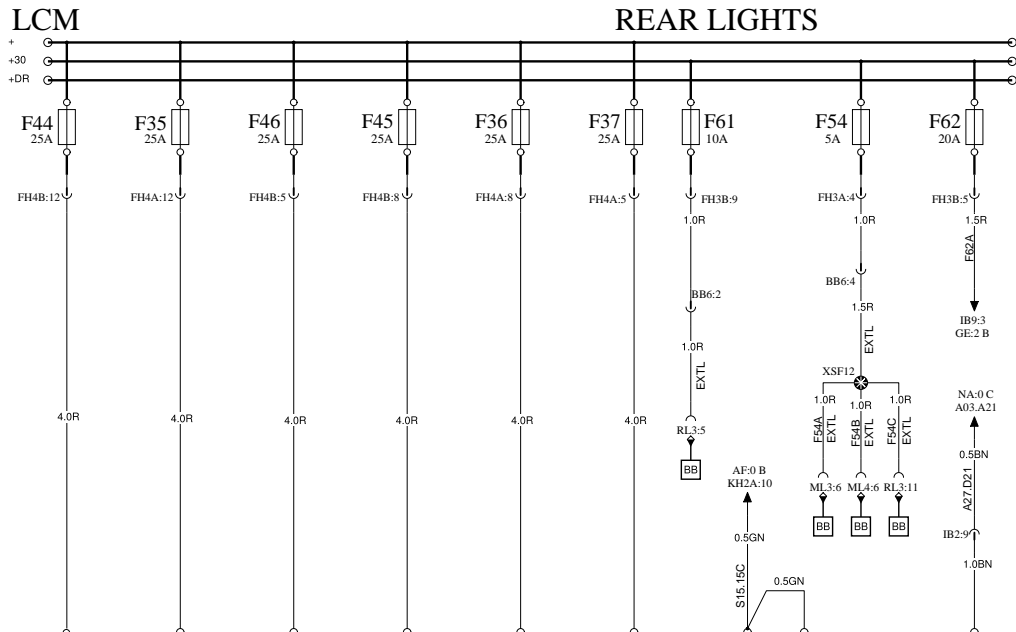 LCM
REAR LIGHTS
+
+30
+DR
F44
25A
F35
25A
F46
25A
F45
25A
F36
25A
F37
25A
F61
10A
F54
5A
F62
20A
FH4B:12
FH4A:12
FH4B:5
FH4B:8
FH4A:8
FH4A:5
FH3B:9
FH3A:4
FH3B:5
1.0R
1.0R
1.5R
F62A
BB6:4
BB6:2
1.5R
IB9:3
GE:2 B
1.0R
EXTL
EXTL
XSF12
NA:0 C
A03.A21
1.0R
1.0R
1.0R
4.0R
4.0R
4.0R
4.0R
4.0R
4.0R
RL3:5
F54A
EXTL
F54B
EXTL
F54C
EXTL
0.5BN
BB
AF:0 B
KH2A:10
ML3:6
ML4:6
RL3:11
A27.D21
BB
BB
BB
0.5GN
IB2:9
1.0BN
S15.15C
0.5GN